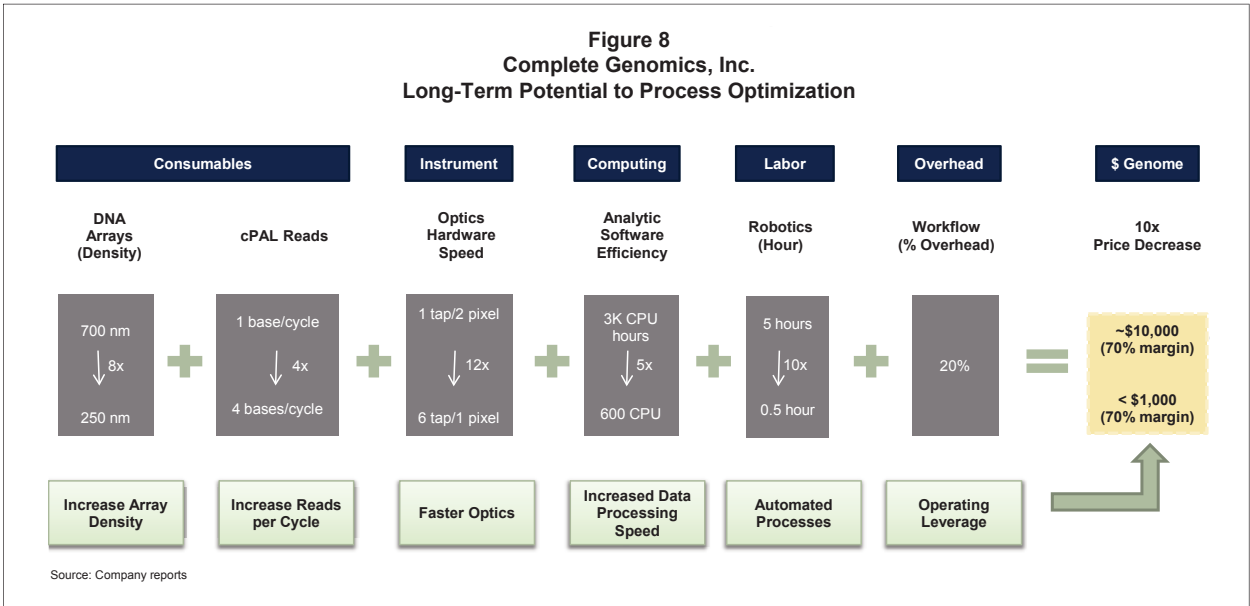 Figure 8
Complete Genomics, Inc.
Long-Term Potential to Process Optimization
Consumables
Instrument
Computing
Labor
Overhead
$ Genome
DNA
Arrays
(Density)
cPAL Reads
Optics
Hardware
Speed
Analytic
Software
Efficiency
Robotics
(Hour)
Workflow
(% Overhead)
10x
Price Decrease
700 nm
8x
250 nm
1 base/cycle
4x
4 bases/cycle
1 tap/2 pixel
12x
6 tap/1 pixel
3K CPU
hours
5x
600 CPU
5 hours
10x
0.5 hour
20%
~$10,000
(70% margin)
< $1,000
(70% margin)
Increase Array
Density
Increase Reads
per Cycle
Faster Optics
Increased Data
Processing
Speed
Automated
Processes
Operating
Leverage
Source: Company reports